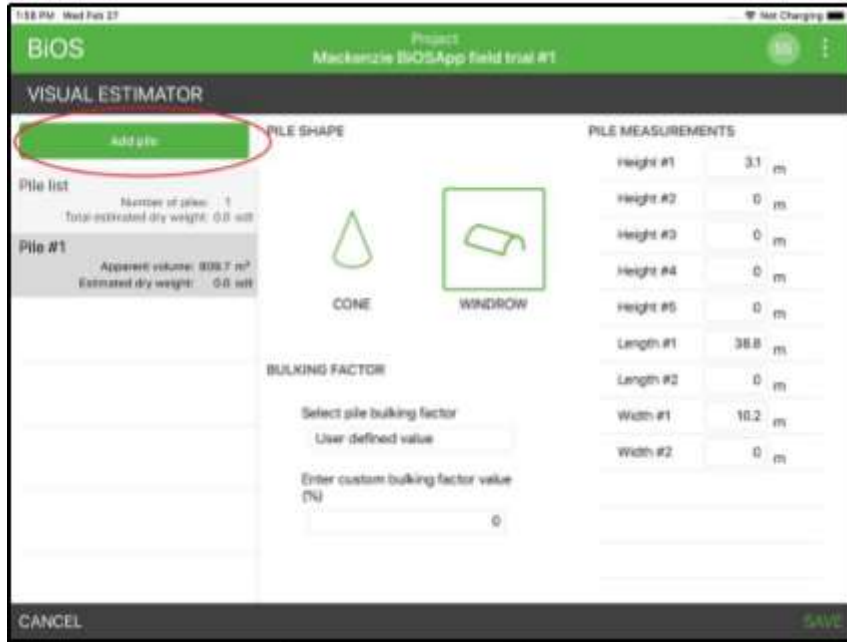 1:58 PM Wed Feb 27
Not Charging
BiOS
Project
Mackenzie BiOSApp field trial #1
VISUAL ESTIMATOR
Add pile
Pile list
Number of piles: 1
Total estimated dry weight: 0.0 odt
Pile #1
Apparent volume: 809.7 m³
Estimated dry weight: 0.0 odt
PILE SHAPE
CONE
WINDROW
BULKING FACTOR
Select pile bulking factor
User defined value
Enter custom bulking factor value
(%)
0
PILE MEASUREMENTS
Height #1 3.1 m
Height #2 0 m
Height #3 0 m
Height #4 0 m
Height #5 0 m
Length #1 38.8 m
Length #2 0 m
Width #1 10.2 m
Width #2 0 m
CANCEL
SAVE